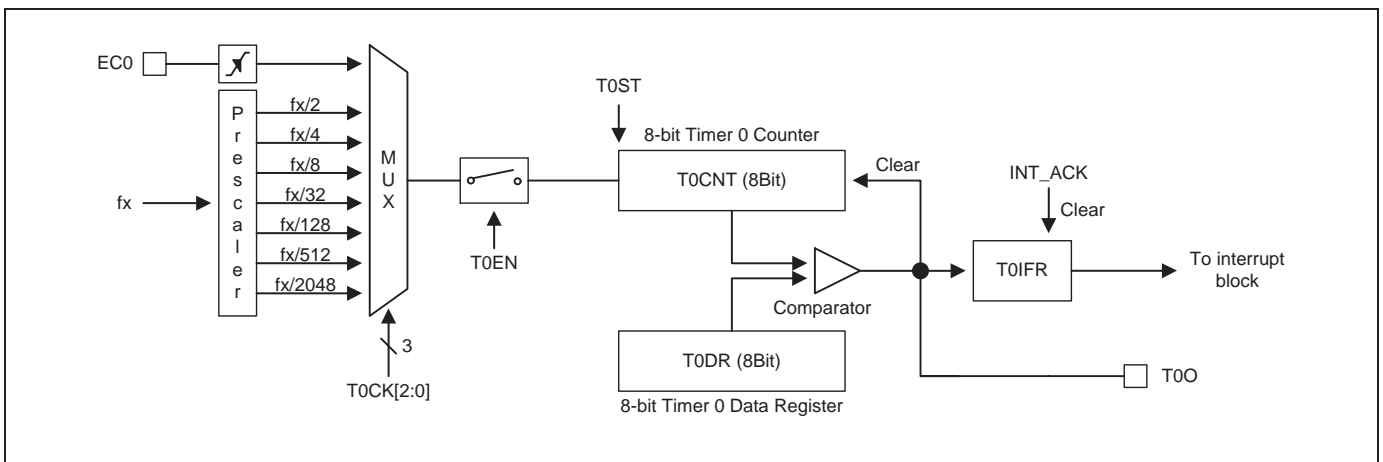 EC0
fx
Prescaler
fx/2
fx/4
fx/8
fx/32
fx/128
fx/512
fx/2048
MUX
3
T0CK[2:0]
T0EN
T0ST
8-bit Timer 0 Counter
T0CNT (8Bit)
Clear
Comparator
T0DR (8Bit)
8-bit Timer 0 Data Register
INT_ACK
Clear
T0IFR
To interrupt
block
T0O